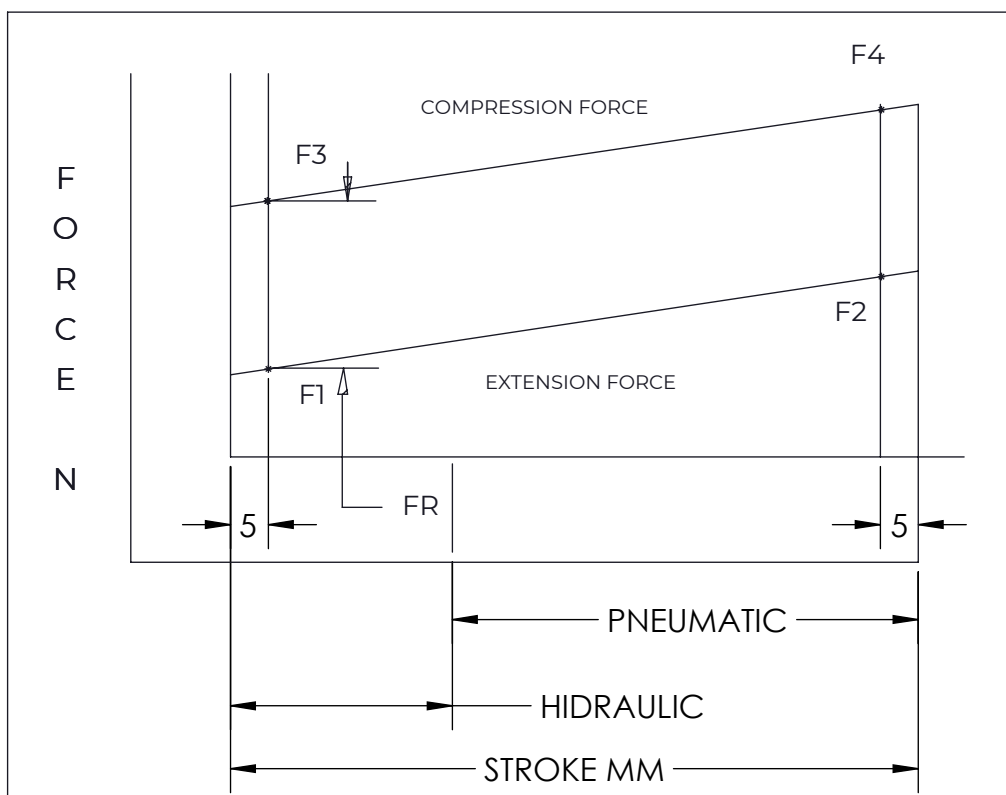 F4
COMPRESSION FORCE
F3
F
O
R
C
E
N
F2
F1
EXTENSION FORCE
FR
5
5
PNEUMATIC
HIDRAULIC
STROKE MM